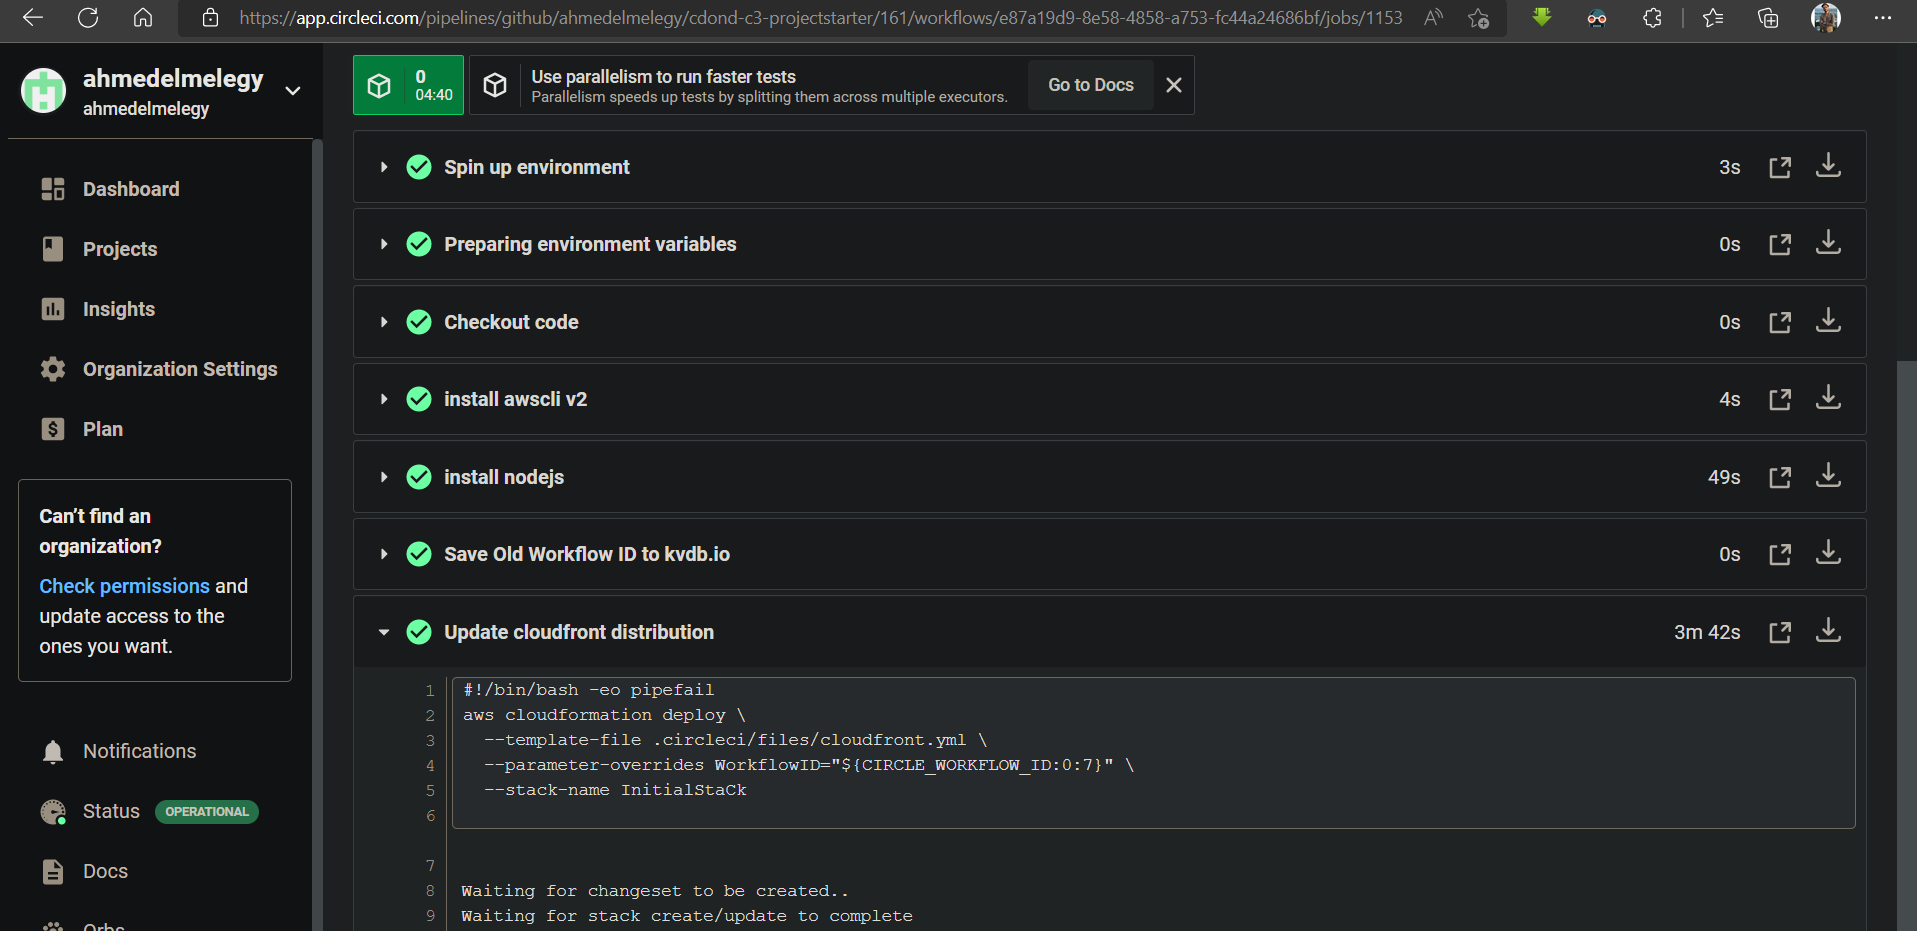 https://app.circleci.com/pipelines/github/ahmedelmelegy/cdond-c3-projectstarter/161/workflows/e87a19d9-8e58-4858-a753-fc44a24686bf/jobs/1153
ahmedelmelegy
ahmedelmelegy
Dashboard
Projects
Insights
Organization Settings
$ Plan
Can’t find an
organization?
Check permissions and
update access to the
ones you want.
Notifications
Status OPERATIONAL
Docs
Orbs
0
04:40
Use parallelism to run faster tests
Parallelism speeds up tests by splitting them across multiple executors.
Go to Docs
Spin up environment 3s
Preparing environment variables 0s
Checkout code 0s
install awscli v2 4s
install nodejs 49s
Save Old Workflow ID to kvdb.io 0s
Update cloudfront distribution 3m 42s
1 #!/bin/bash -eo pipefail
2 aws cloudformation deploy \
3 --template-file .circleci/files/cloudfront.yml \
4 --parameter-overrides WorkflowID="${CIRCLE_WORKFLOW_ID:0:7}" \
5 --stack-name InitialStaCk
6
7
8 Waiting for changeset to be created..
9 Waiting for stack create/update to complete